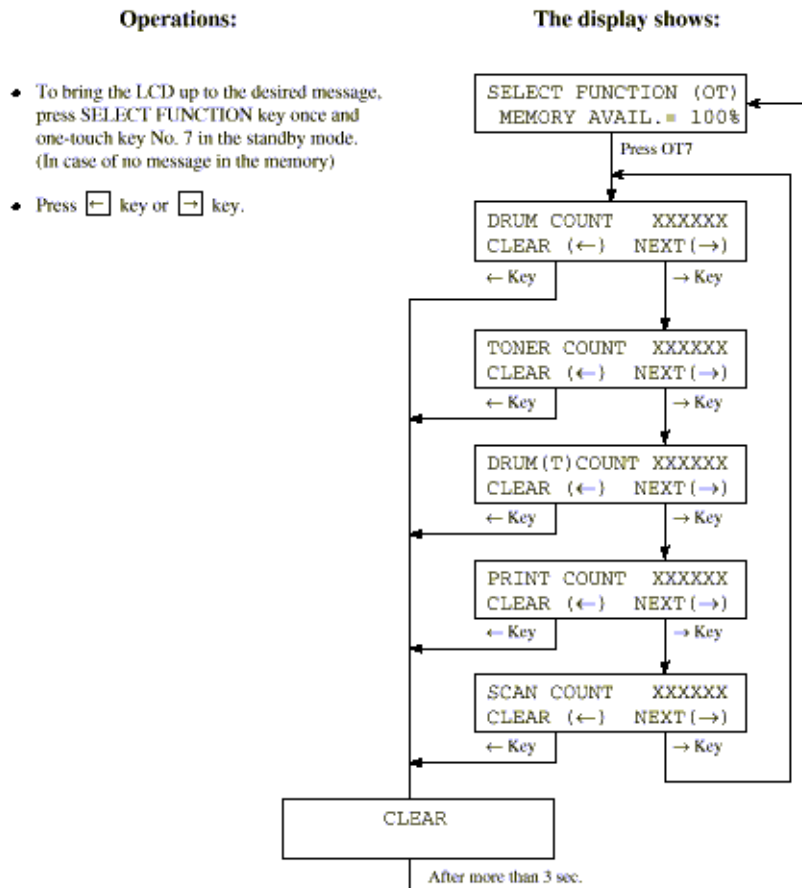 Operations:
The display shows:
• To bring the LCD up to the desired message,
press SELECT FUNCTION key once and
one-touch key No. 7 in the standby mode.
(In case of no message in the memory)
• Press ← key or → key.
SELECT FUNCTION (OT)
MEMORY AVAIL.= 100%
Press OT7
DRUM COUNT XXXXXX
CLEAR (←) NEXT(→)
← Key → Key
TONER COUNT XXXXXX
CLEAR (←) NEXT(→)
← Key → Key
DRUM(T)COUNT XXXXXX
CLEAR (←) NEXT(→)
← Key → Key
PRINT COUNT XXXXXX
CLEAR (←) NEXT(→)
← Key → Key
SCAN COUNT XXXXXX
CLEAR (←) NEXT(→)
← Key → Key
CLEAR
After more than 3 sec.